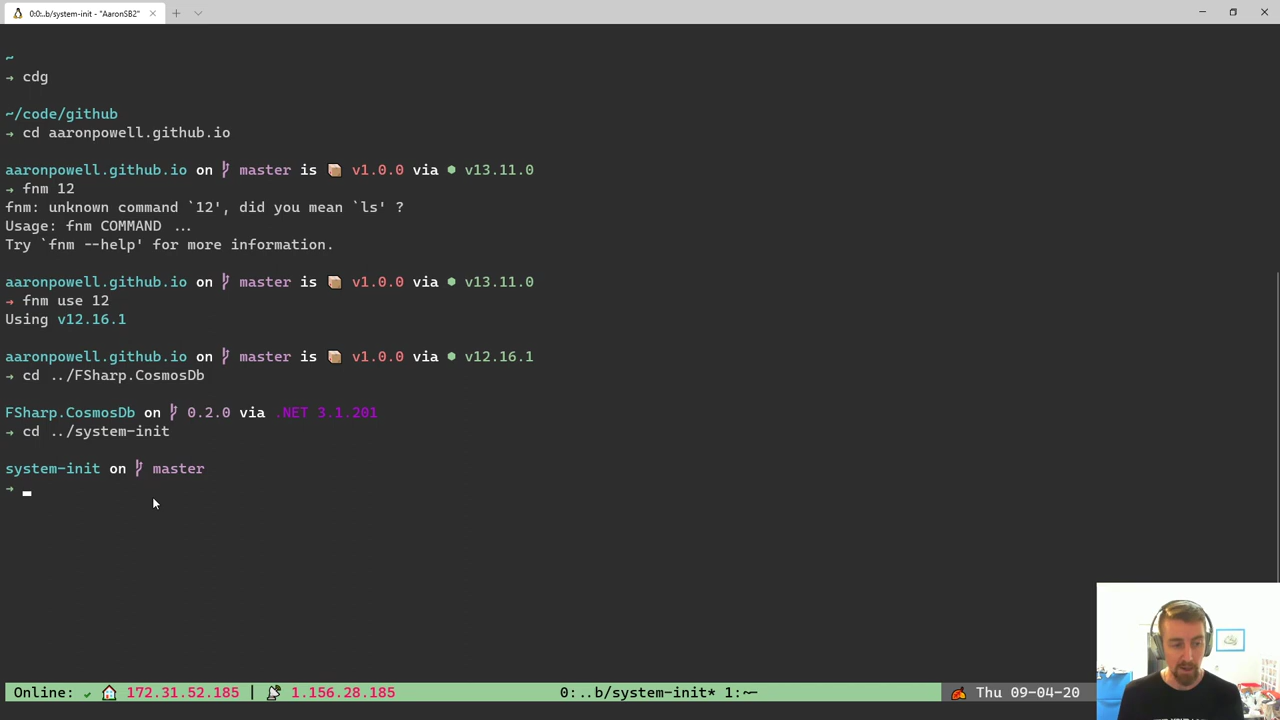 0:0:..b/system-init - "AaronSB2"
~
→ cdg
~/code/github
→ cd aaronpowell.github.io
aaronpowell.github.io on master is 📦 v1.0.0 via ⬢ v13.11.0
→ fnm 12
fnm: unknown command `12', did you mean `ls' ?
Usage: fnm COMMAND ...
Try `fnm --help' for more information.
aaronpowell.github.io on master is 📦 v1.0.0 via ⬢ v13.11.0
→ fnm use 12
Using v12.16.1
aaronpowell.github.io on master is 📦 v1.0.0 via ⬢ v12.16.1
→ cd ../FSharp.CosmosDb
FSharp.CosmosDb on 0.2.0 via .NET 3.1.201
→ cd ../system-init
system-init on master
→
Online: ✓ 172.31.52.185 | 1.156.28.185 0:..b/system-init* 1:~- Thu 09-04-20